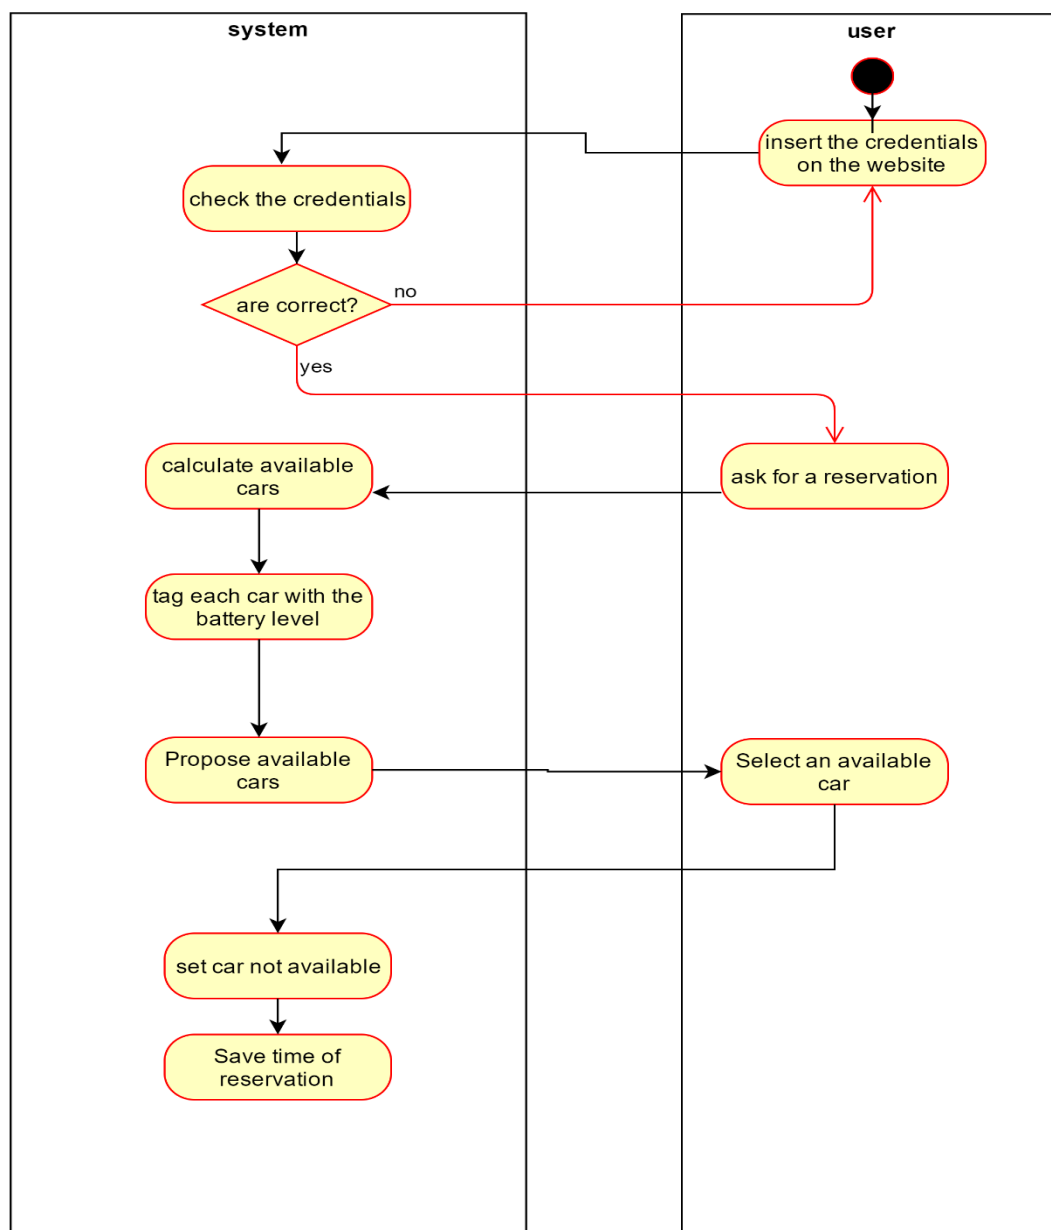 system
user
insert the credentials
on the website
check the credentials
are correct?
no
yes
calculate available
cars
ask for a reservation
tag each car with the
battery level
Propose available
cars
Select an available
car
set car not available
Save time of
reservation